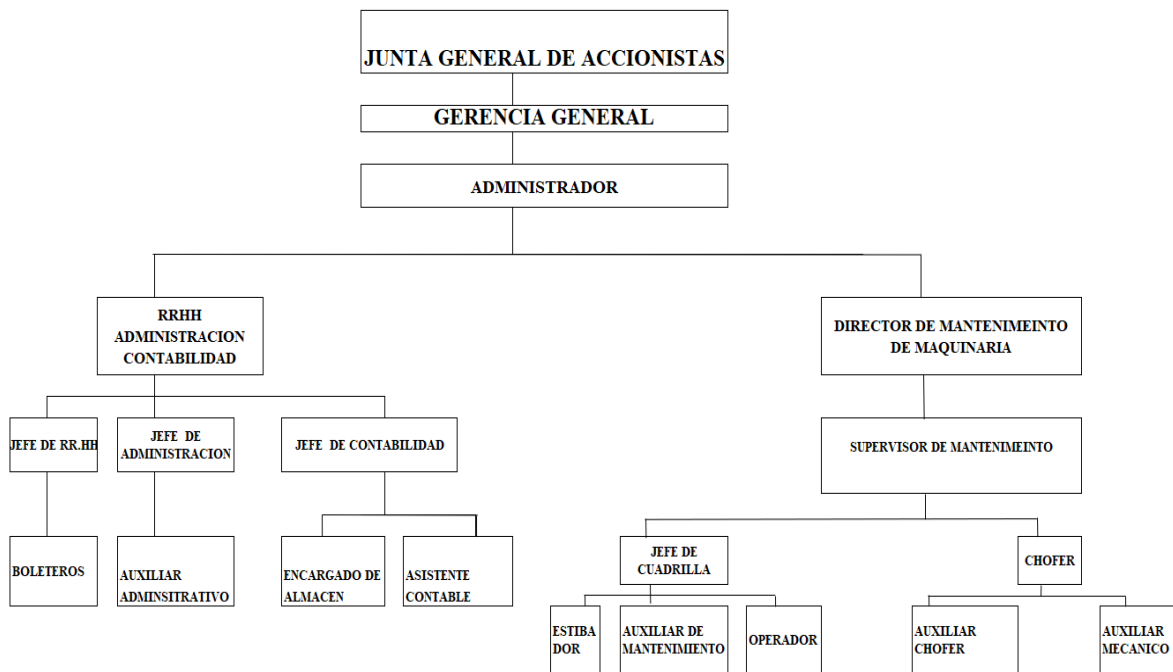 JUNTA GENERAL DE ACCIONISTAS
GERENCIA GENERAL
ADMINISTRADOR
RRHH
ADMINISTRACION
CONTABILIDAD
DIRECTOR DE MANTENIMEINTO
DE MAQUINARIA
JEFE DE RR.HH
JEFE DE
ADMINISTRACION
JEFE DE CONTABILIDAD
SUPERVISOR DE MANTENIMEINTO
BOLETEROS
AUXILIAR
ADMINSITRATIVO
ENCARGADO DE
ALMACEN
ASISTENTE
CONTABLE
JEFE DE
CUADRILLA
CHOFER
ESTIBA
DOR
AUXILIAR DE
MANTENIMIENTO
OPERADOR
AUXILIAR
CHOFER
AUXILIAR
MECANICO